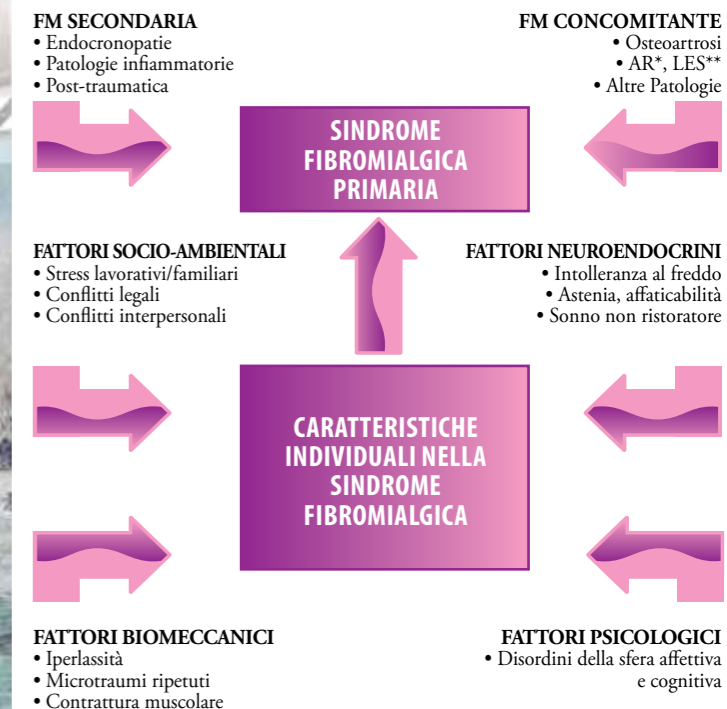 FM SECONDARIA
• Endocronopatie
• Patologie infiammatorie
• Post-traumatica
FM CONCOMITANTE
• Osteoartrosi
• AR*, LES**
• Altre Patologie
SINDROME
FIBROMIALGICA
PRIMARIA
FATTORI SOCIO-AMBIENTALI
• Stress lavorativi/familiari
• Conflitti legali
• Conflitti interpersonali
FATTORI NEUROENDOCRINI
• Intolleranza al freddo
• Astenia, affaticabilità
• Sonno non ristoratore
CARATTERISTICHE
INDIVIDUALI NELLA
SINDROME
FIBROMIALGICA
FATTORI BIOMECCANICI
• Iperlassità
• Microtraumi ripetuti
• Contrattura muscolare
FATTORI PSICOLOGICI
• Disordini della sfera affettiva
e cognitiva